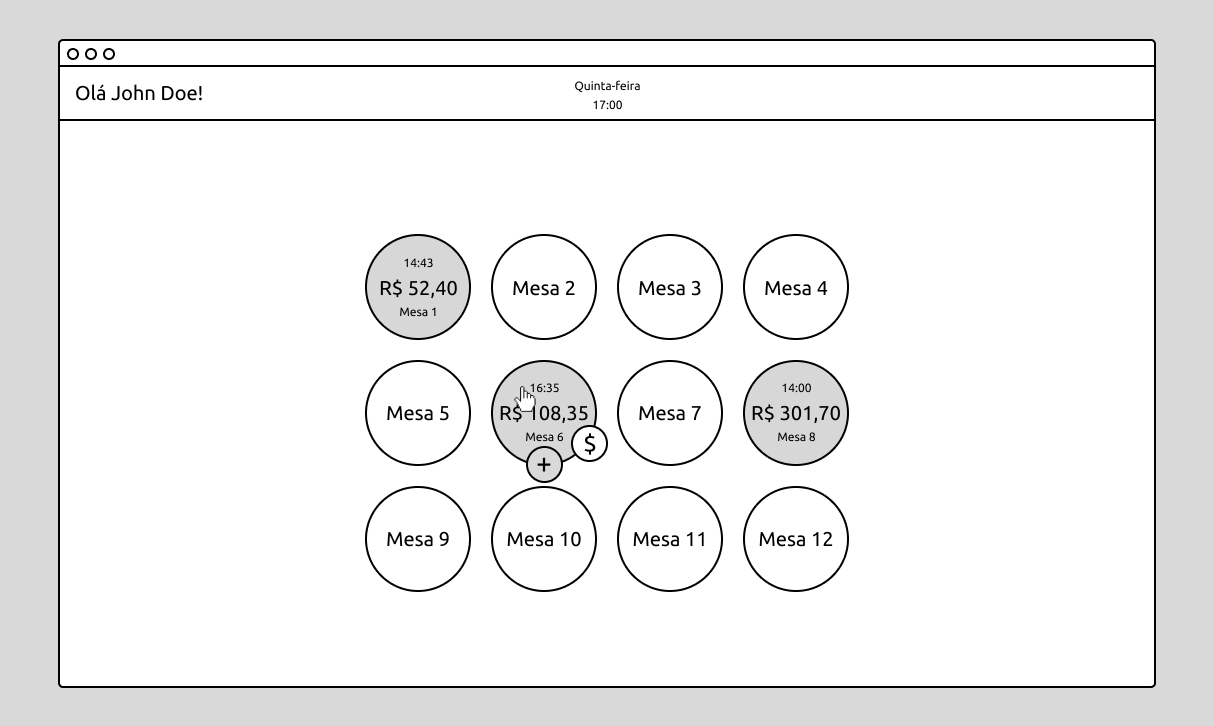 Olá John Doe!
Quinta-feira
17:00
14:43
R$ 52,40
Mesa 1
Mesa 2
Mesa 3
Mesa 4
Mesa 5
16:35
R$ 108,35
Mesa 6
$
+
Mesa 7
14:00
R$ 301,70
Mesa 8
Mesa 9
Mesa 10
Mesa 11
Mesa 12